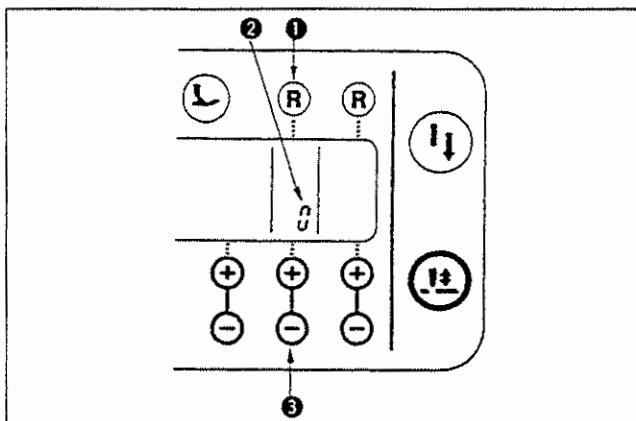 ❷ ❶
R R
0
+ + +
− − −
❸